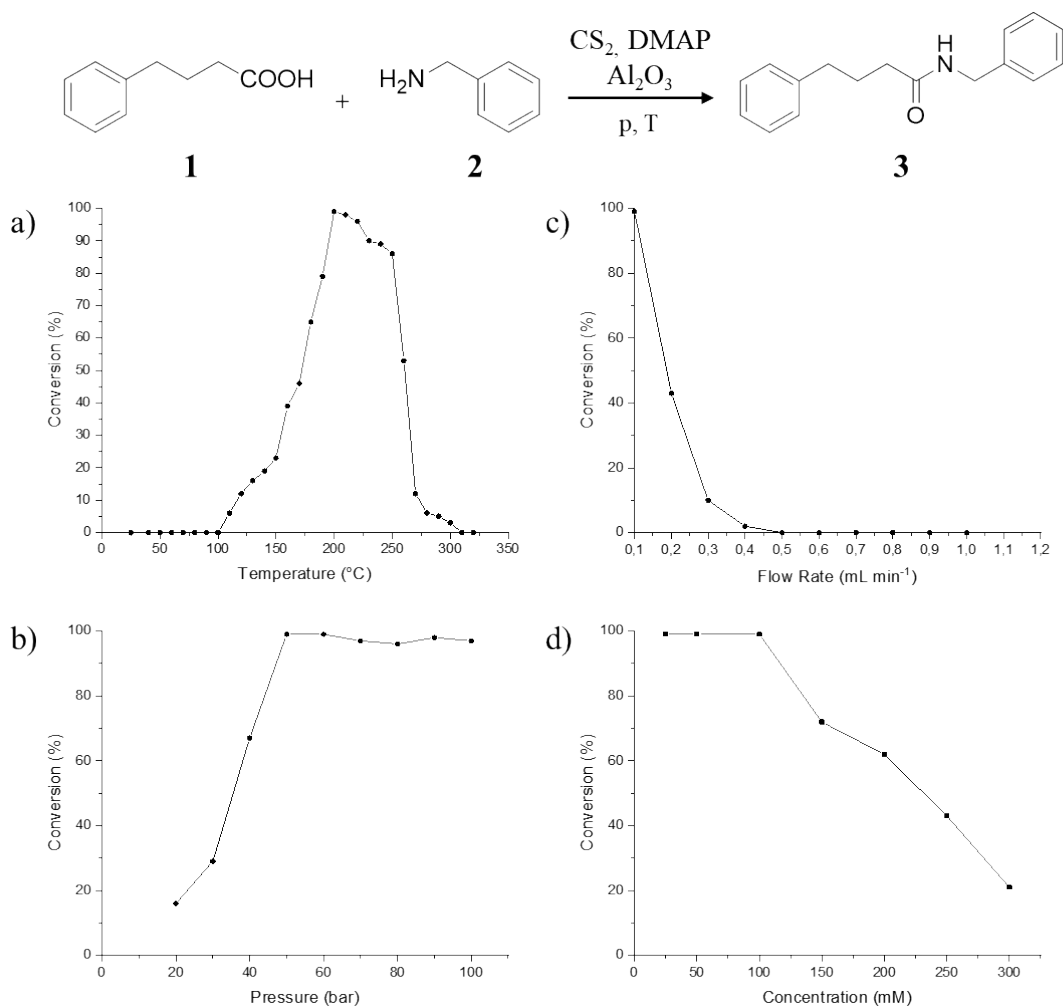 CS₂, DMAP
COOH + H₂N Al₂O₃ H N
p, T O
1 2 3
a)
100
90
80
70
60
50
40
30
20
10
0
Conversion (%)
0 50 100 150 200 250 300 350
Temperature (°C)
c)
100
80
60
40
20
0
Conversion (%)
0,1 0,2 0,3 0,4 0,5 0,6 0,7 0,8 0,9 1,0 1,1 1,2
Flow Rate (mL min⁻¹)
b)
100
80
60
40
20
0
Conversion (%)
20 40 60 80 100
Pressure (bar)
d)
100
80
60
40
20
0
Conversion (%)
0 50 100 150 200 250 300
Concentration (mM)